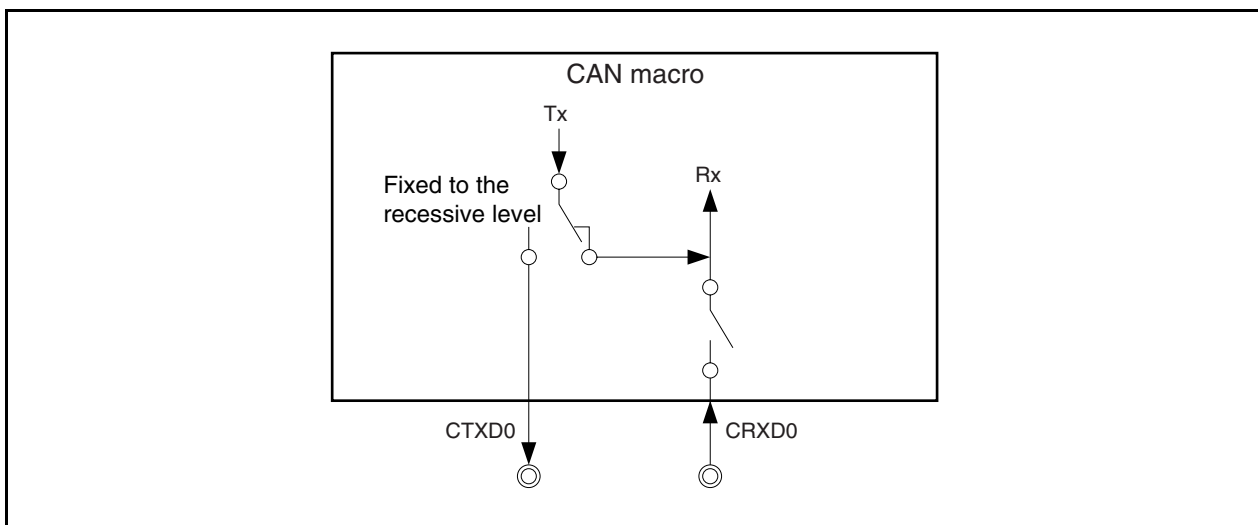 CAN macro
Tx
Rx
Fixed to the
recessive level
CTXD0
CRXD0